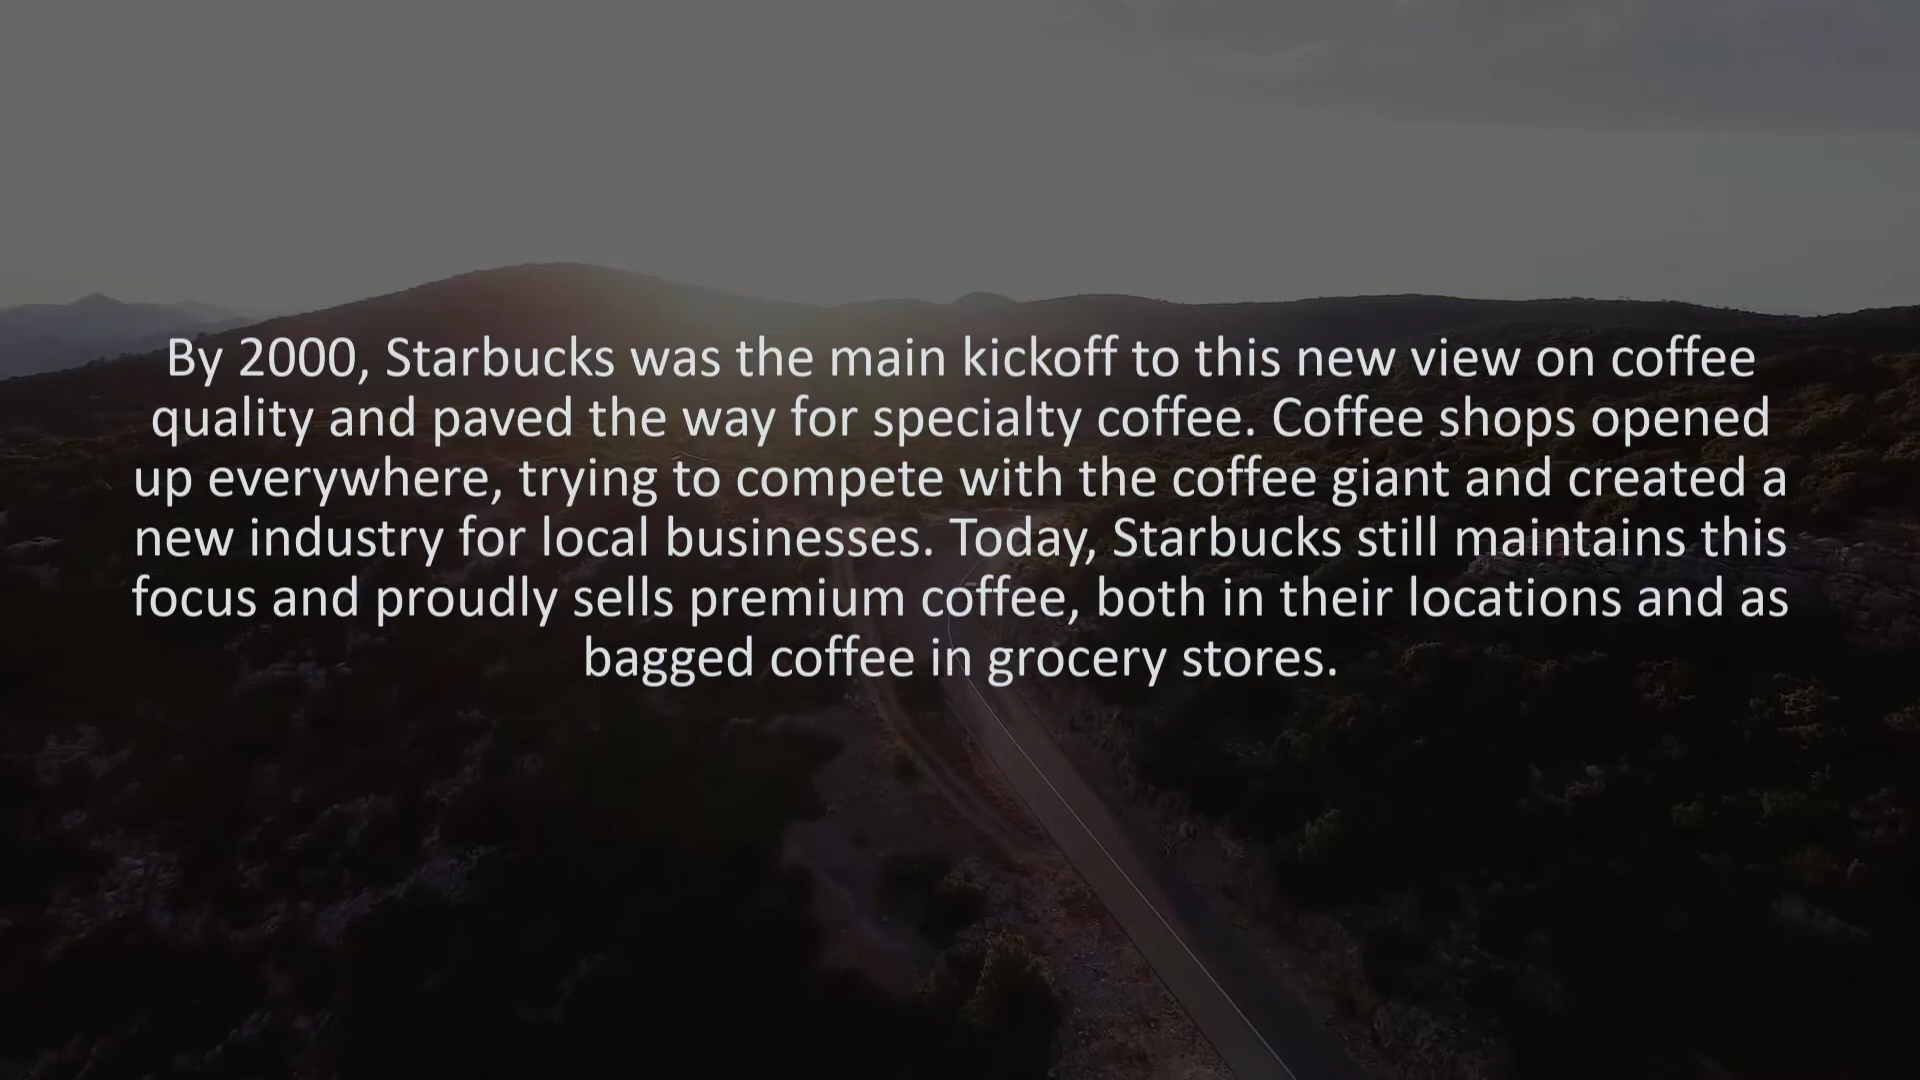 By 2000, Starbucks was the main kickoff to this new view on coffee
quality and paved the way for specialty coffee. Coffee shops opened
up everywhere, trying to compete with the coffee giant and created a
new industry for local businesses. Today, Starbucks still maintains this
focus and proudly sells premium coffee, both in their locations and as
bagged coffee in grocery stores.